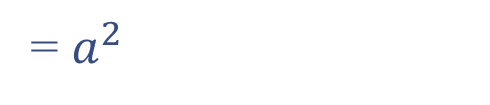 = a²